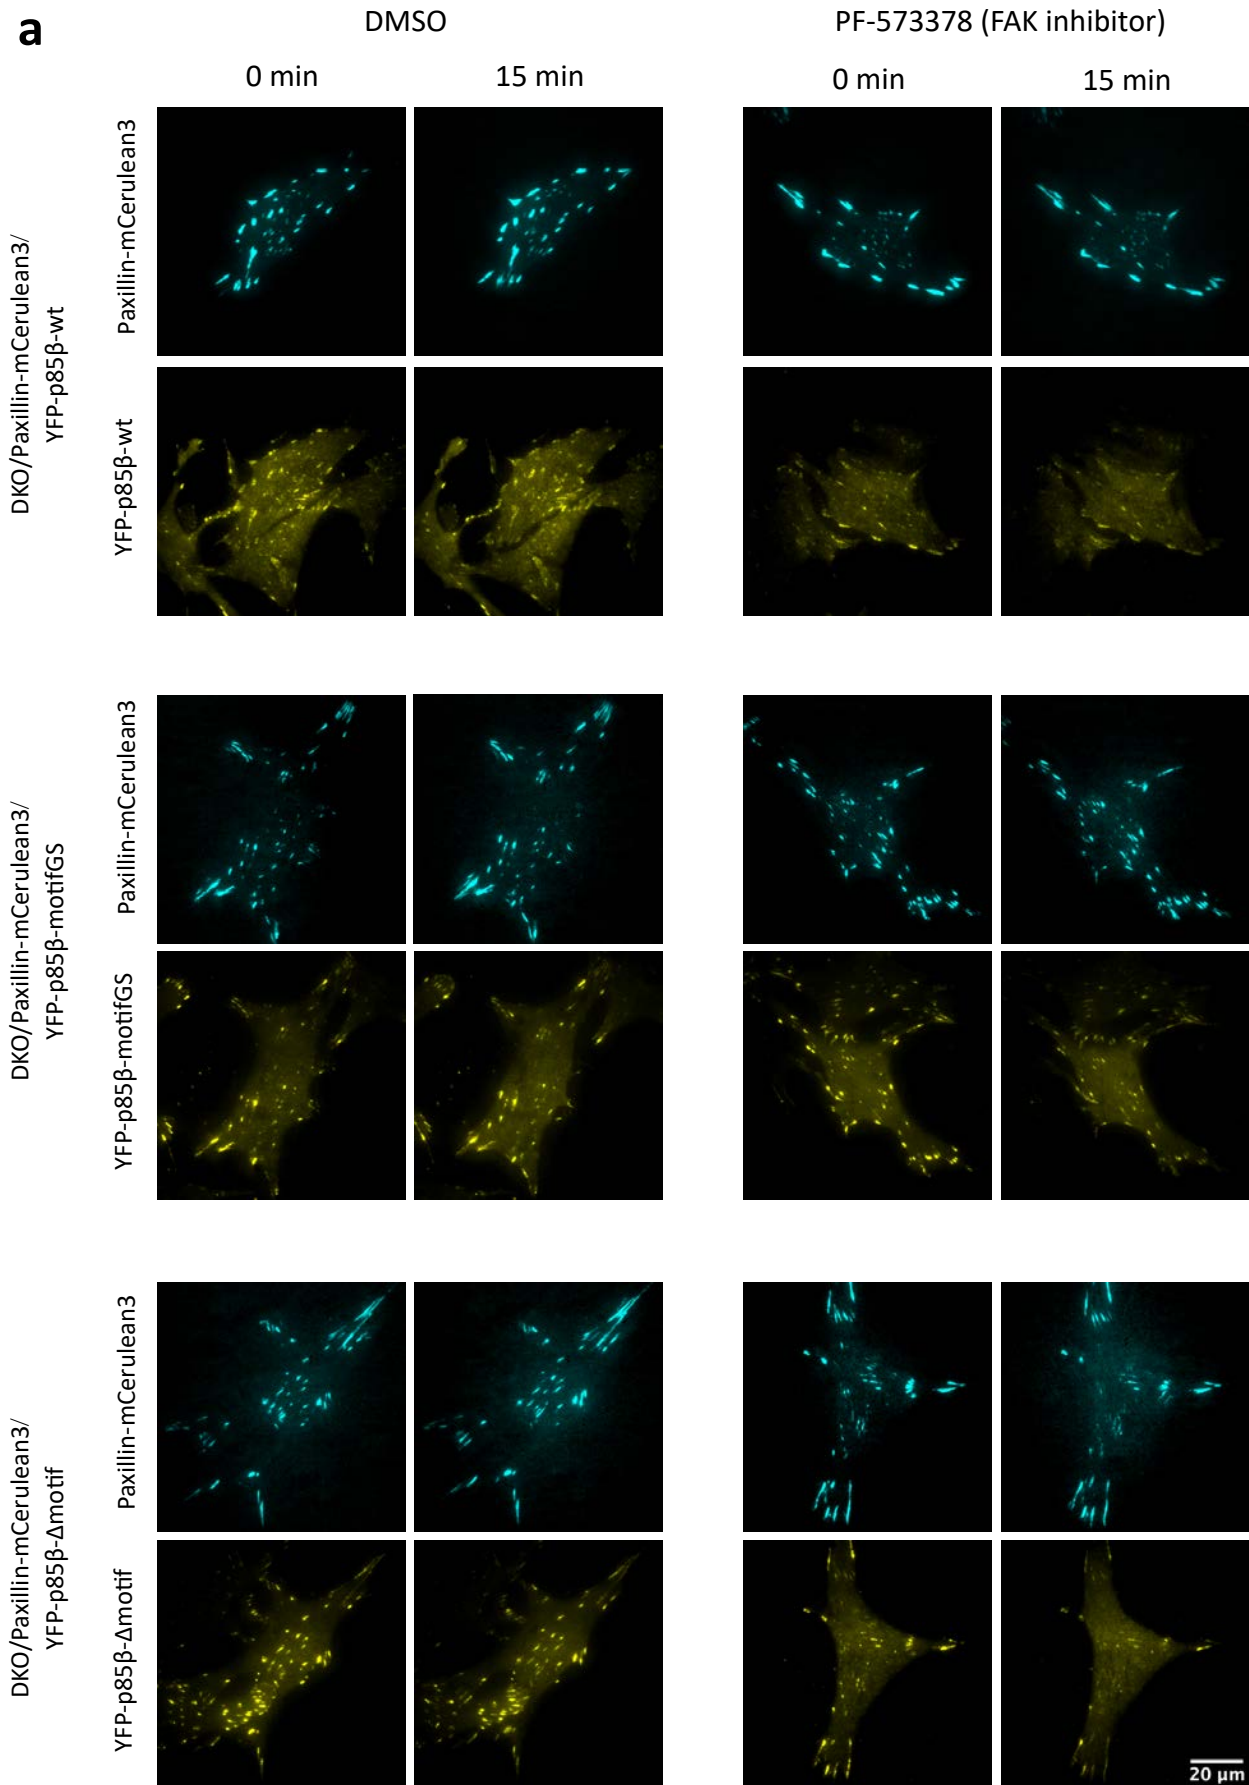 a
DMSO
PF-573378 (FAK inhibitor)
0 min
15 min
0 min
15 min
DKO/Paxillin-mCerulean3/
YFP-p85β-wt
Paxillin-mCerulean3
YFP-p85β-wt
DKO/Paxillin-mCerulean3/
YFP-p85β-motifGS
Paxillin-mCerulean3
YFP-p85β-motifGS
DKO/Paxillin-mCerulean3/
YFP-p85β-Δmotif
Paxillin-mCerulean3
YFP-p85β-Δmotif
20 μm